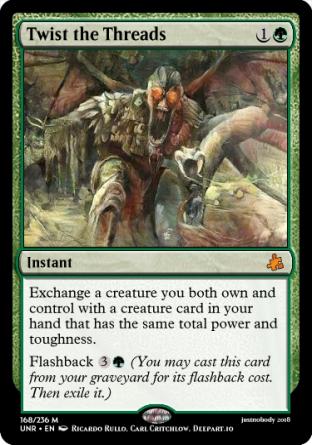 Twist the Threads 1
Instant
Exchange a creature you both own and
control with a creature card in your
hand that has the same total power and
toughness.
Flashback 3 (You may cast this card
from your graveyard for its flashback cost.
Then exile it.)
168/236 M
UNR • EN Ricardo Rullo, Carl Critchlow, Deepart.io
justnobody 2018